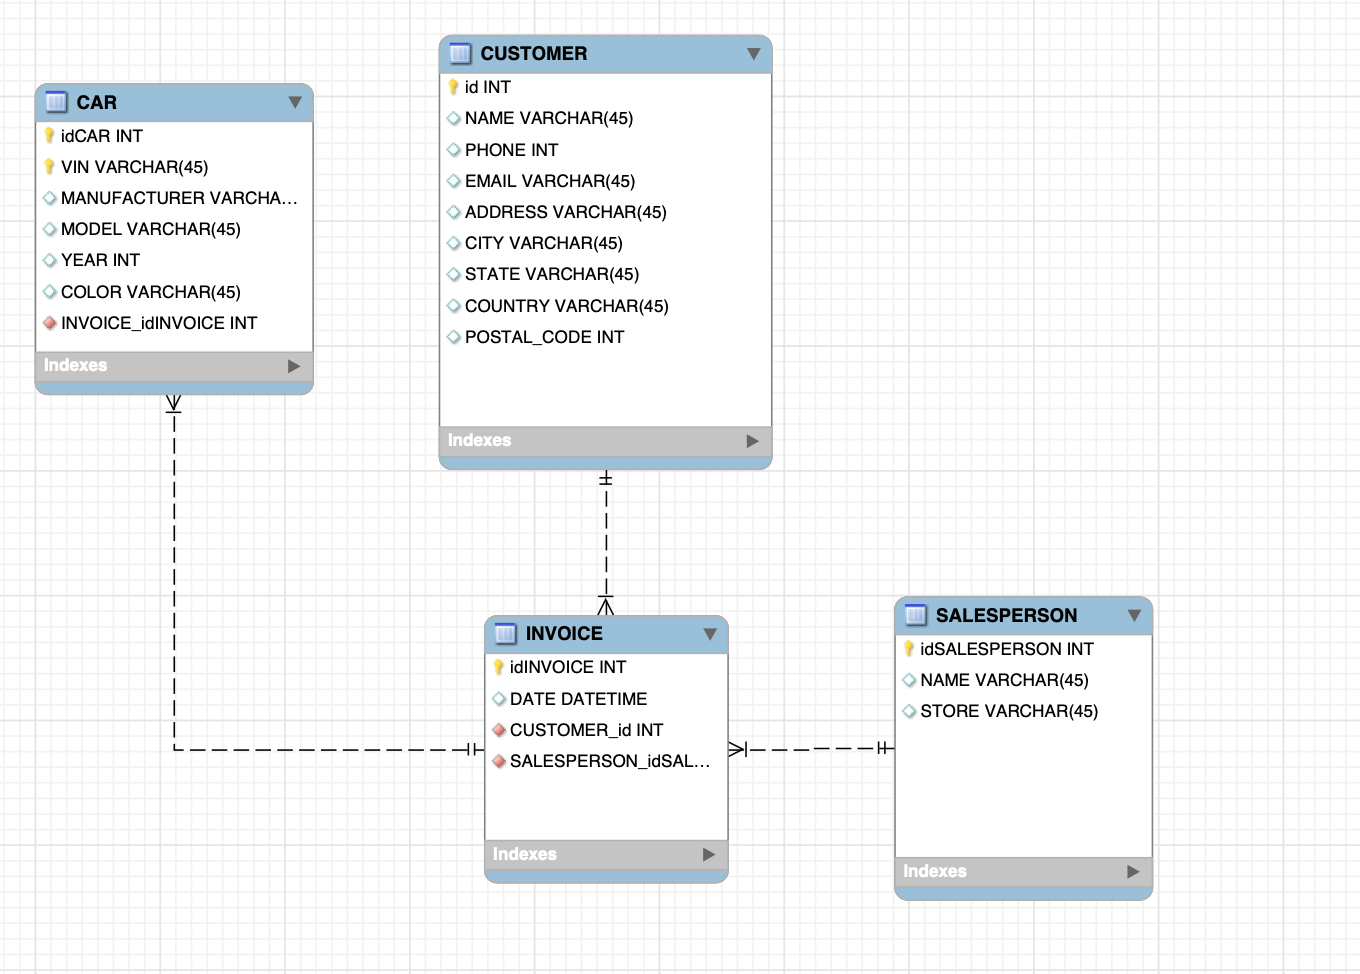 CAR
idCAR INT
VIN VARCHAR(45)
MANUFACTURER VARCHA...
MODEL VARCHAR(45)
YEAR INT
COLOR VARCHAR(45)
INVOICE_idINVOICE INT
Indexes
CUSTOMER
id INT
NAME VARCHAR(45)
PHONE INT
EMAIL VARCHAR(45)
ADDRESS VARCHAR(45)
CITY VARCHAR(45)
STATE VARCHAR(45)
COUNTRY VARCHAR(45)
POSTAL_CODE INT
Indexes
INVOICE
idINVOICE INT
DATE DATETIME
CUSTOMER_id INT
SALESPERSON_idSAL...
Indexes
SALESPERSON
idSALESPERSON INT
NAME VARCHAR(45)
STORE VARCHAR(45)
Indexes